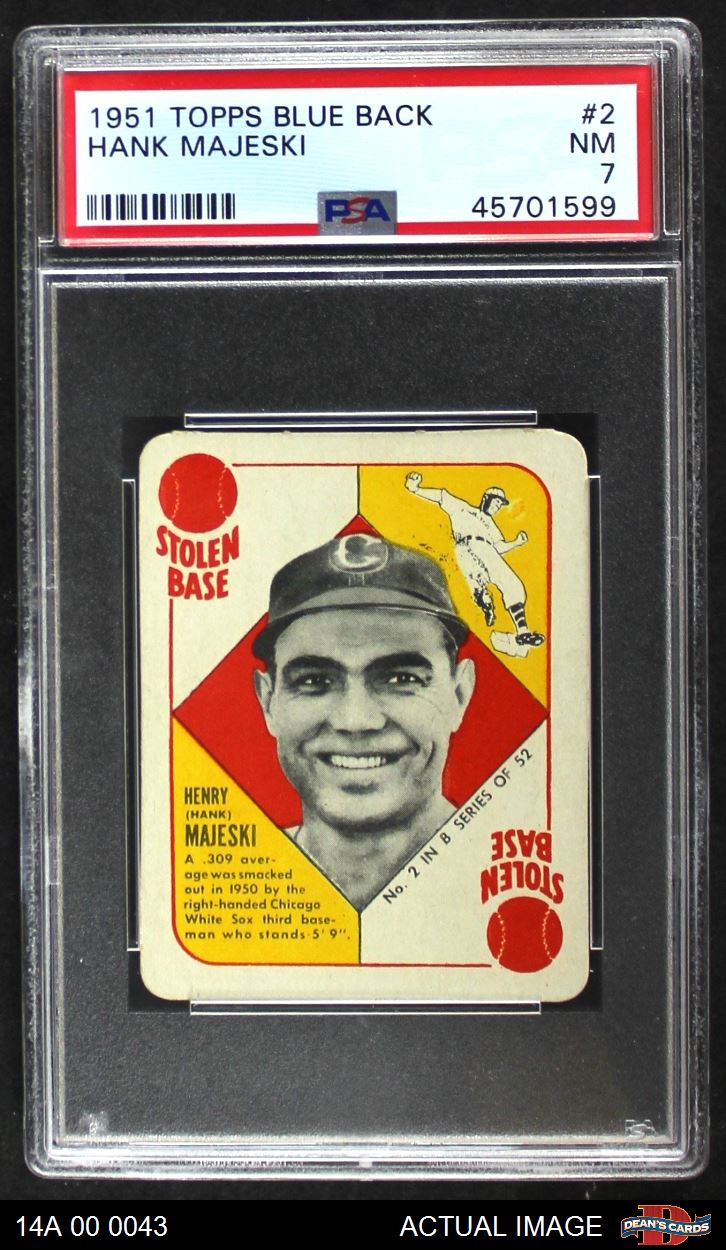 1951 TOPPS BLUE BACK #2
HANK MAJESKI NM
7
PSA 45701599
STOLEN
BASE
C
HENRY
(HANK)
MAJESKI
A .309 aver-
age was smacked
out in 1950 by the
right-handed Chicago
White Sox third base-
man who stands 5' 9".
No. 2 IN B SERIES OF 52
STOLEN
BASE
PSA
14A 00 0043 ACTUAL IMAGE DEAN'S CARDS